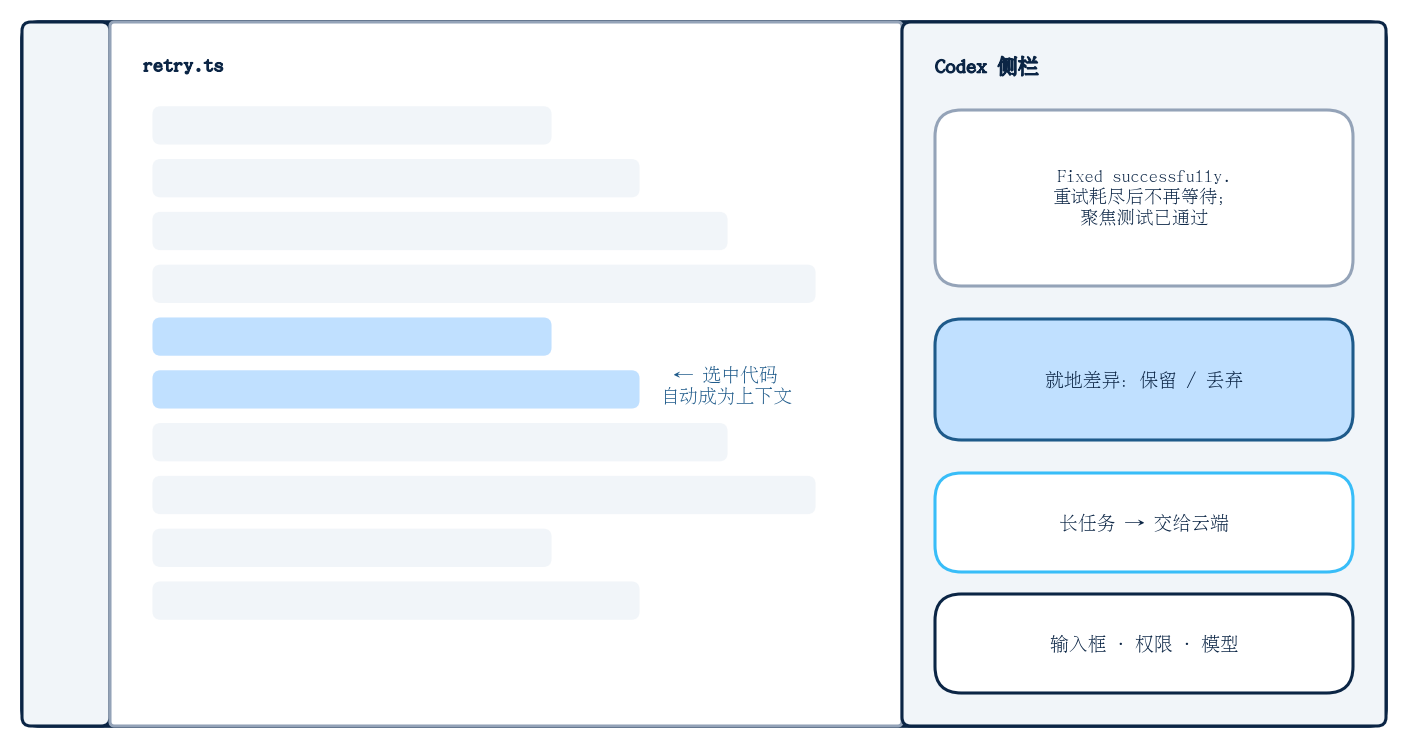 retry.ts
← 选中代码
自动成为上下文
Codex 侧栏
Fixed successfully.
重试耗尽后不再等待；
聚焦测试已通过
就地差异：保留 / 丢弃
长任务 → 交给云端
输入框 · 权限 · 模型